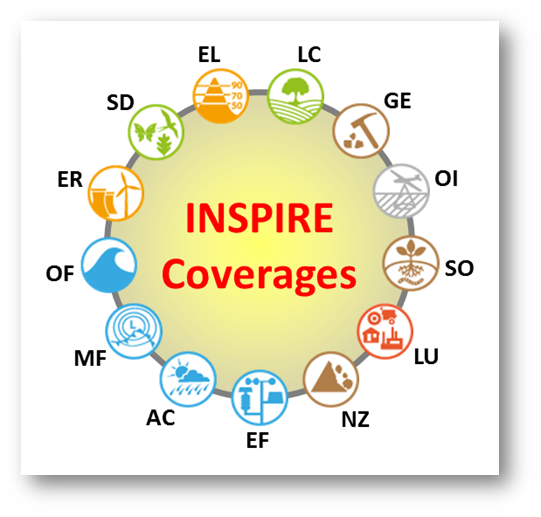 EL
LC
SD
GE
ER
OI
INSPIRE
Coverages
OF
SO
MF
LU
AC
NZ
EF
90
70
50